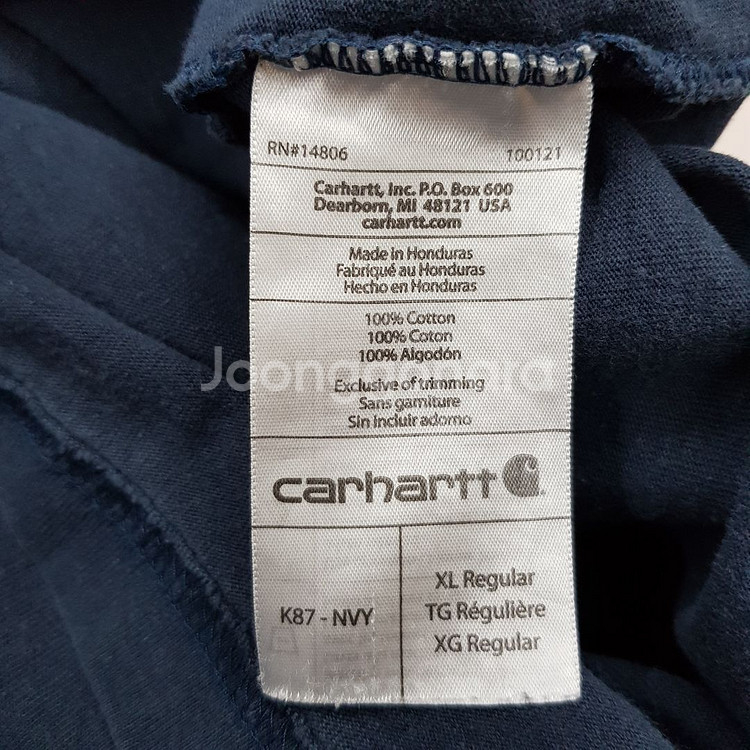 RN#14806 100121
Carhartt, Inc. P.O. Box 600
Dearborn, MI 48121 USA
carhartt.com
Made in Honduras
Fabriqué au Honduras
Hecho en Honduras
100% Cotton
100% Coton
100% Algodón
Joonggonara
Exclusive of trimming
Sans garniture
Sin incluir adorno
carhartt
K87 - NVY
XL Regular
TG Régulière
XG Regular